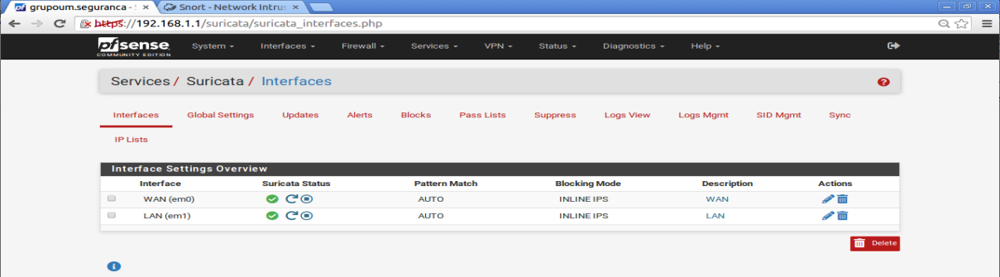 grupoum.seguranca - S
Snort - Network Intrus
https://192.168.1.1/suricata/suricata_interfaces.php
pfsense System Interfaces Firewall Services VPN Status Diagnostics Help
COMMUNITY EDITION
Services / Suricata / Interfaces
Interfaces Global Settings Updates Alerts Blocks Pass Lists Suppress Logs View Logs Mgmt SID Mgmt Sync
IP Lists
Interface Settings Overview
Interface Suricata Status Pattern Match Blocking Mode Description Actions
WAN (em0) AUTO INLINE IPS WAN
LAN (em1) AUTO INLINE IPS LAN
Delete